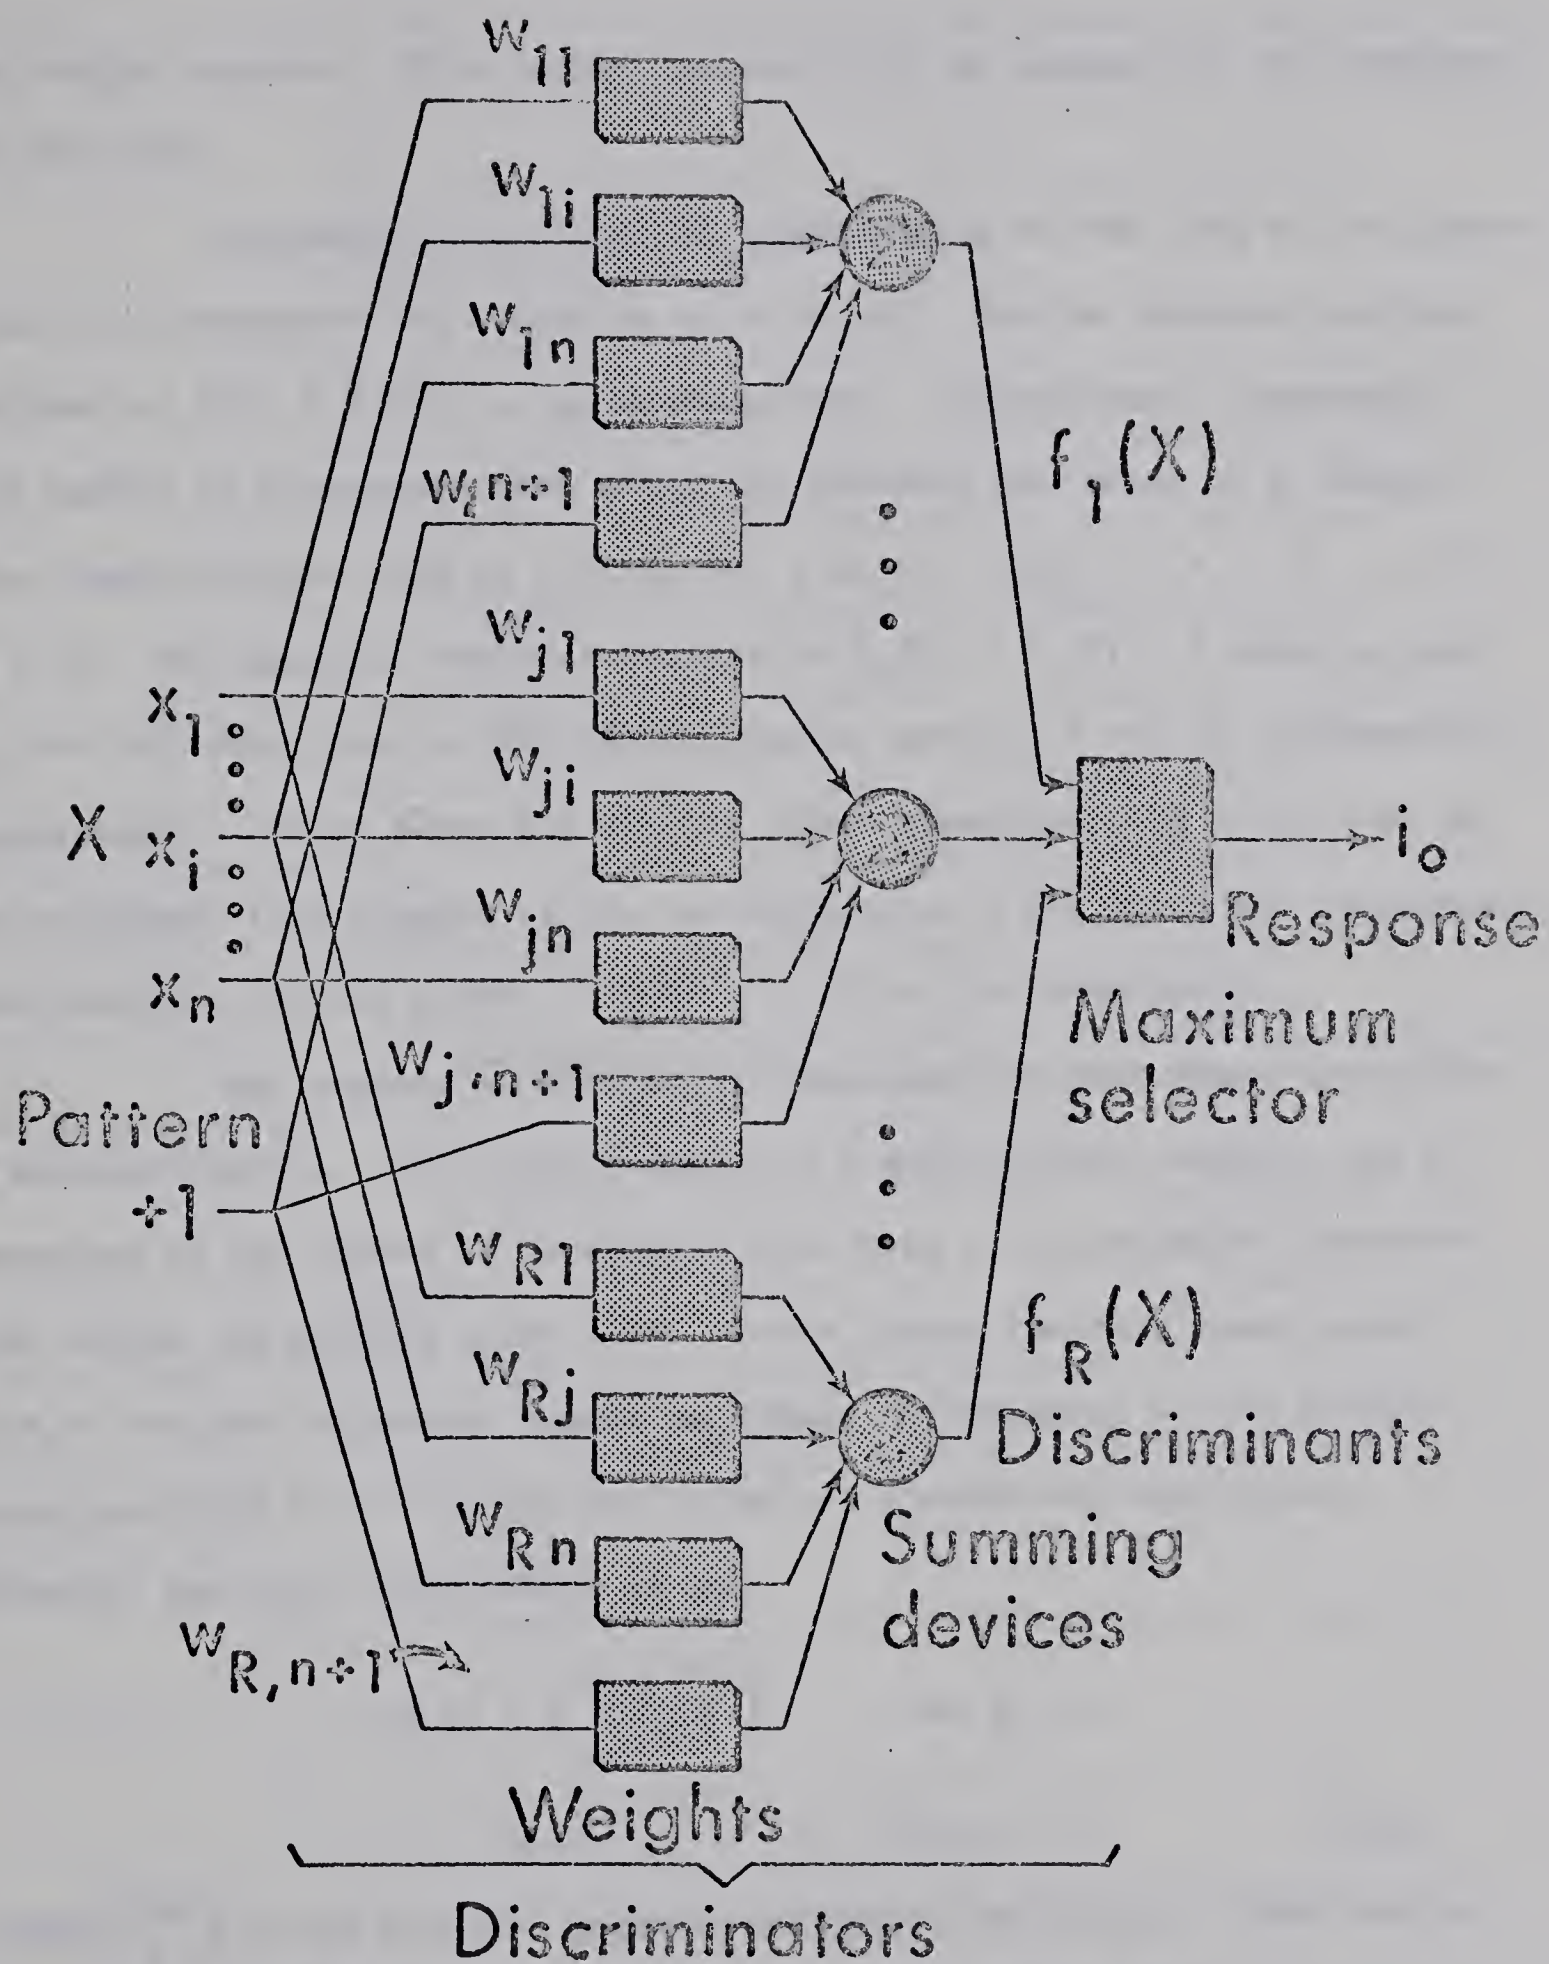 w11
w1i
w1n
w1n+1
f1(X)
wj1
x1
wji
X xi
io
Response
wjn
xn
Maximum
selector
wj,n+1
Pattern
+1
wR1
fR(X)
wRj
Discriminants
wRn
Summing
devices
wR,n+1
Weights
Discriminators